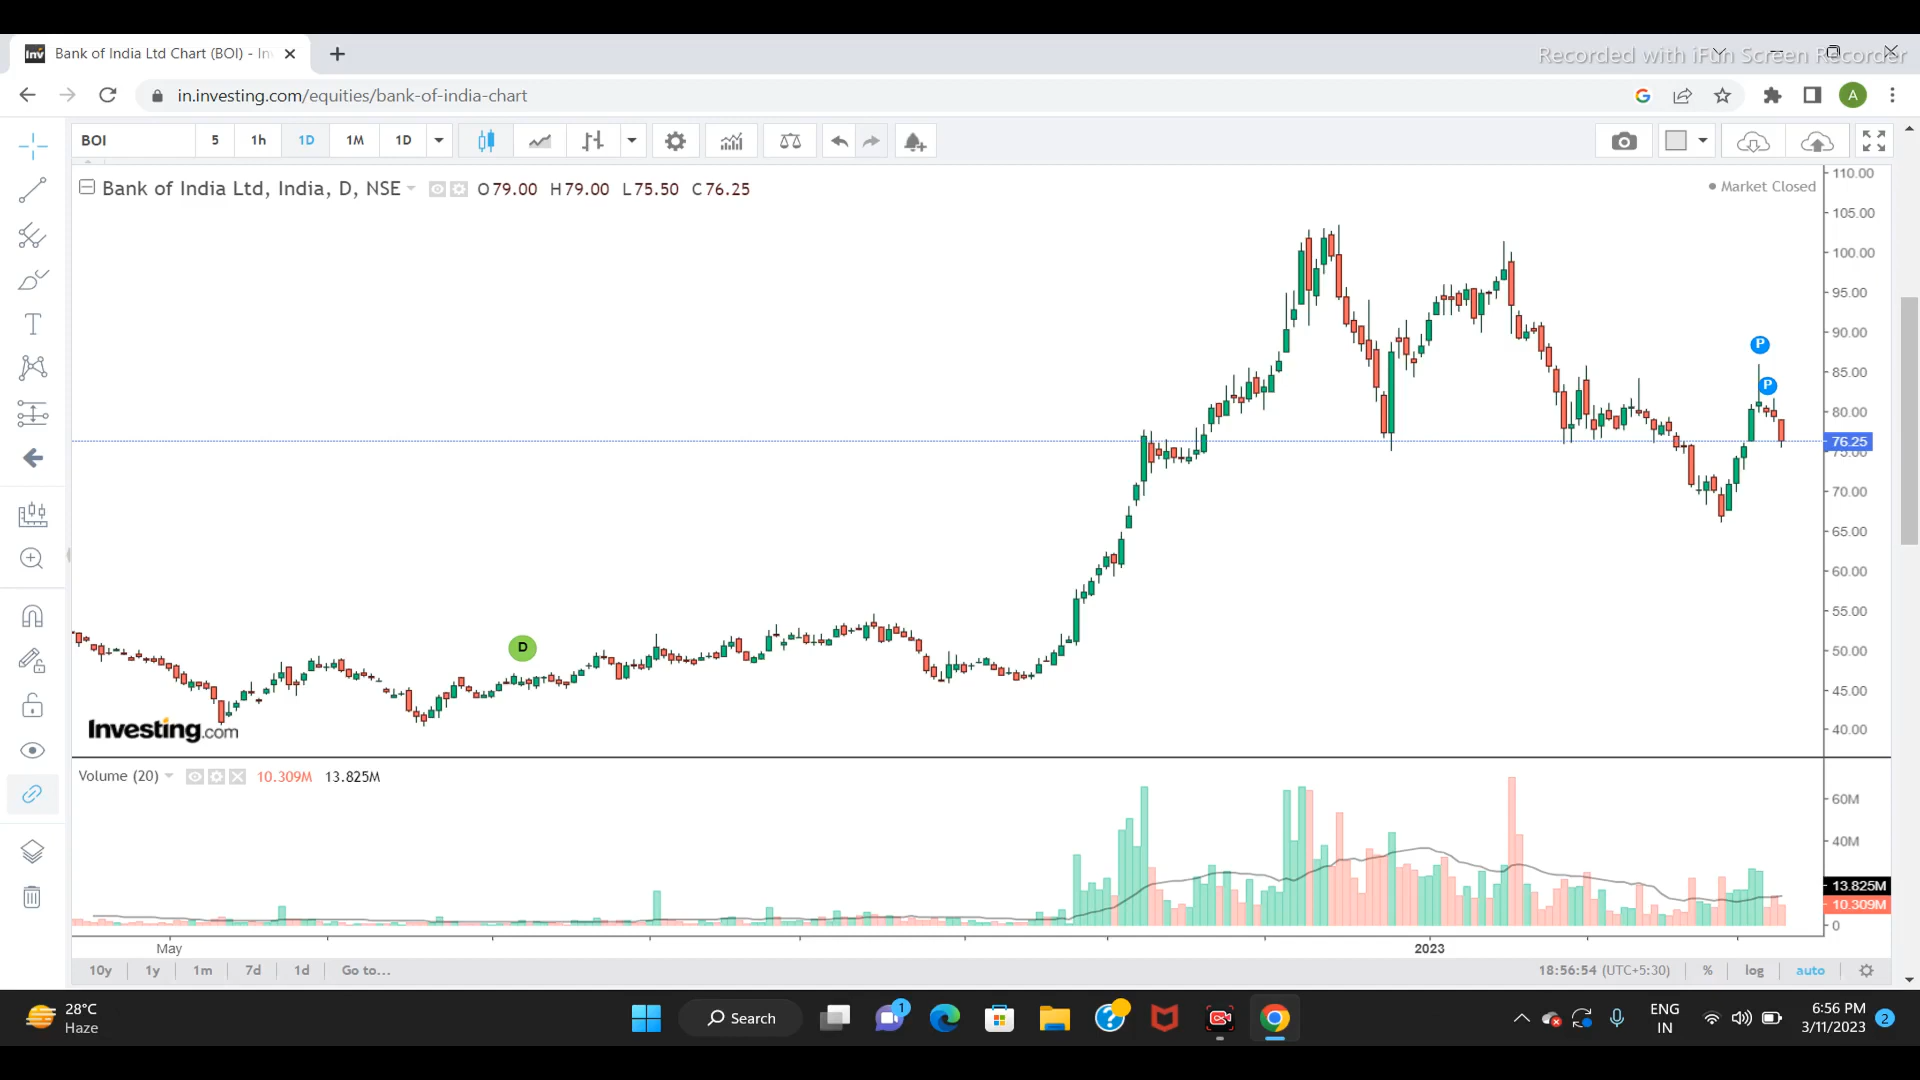 Bank of India Ltd Chart (BOI) - In
Recorded with iFun Screen Recorder
in.investing.com/equities/bank-of-india-chart
A
BOI 5 1h 1D 1M 1D
Bank of India Ltd, India, D, NSE O79.00 H79.00 L75.50 C76.25
Market Closed
110.00
105.00
100.00
95.00
90.00
85.00
80.00
76.25
75.00
70.00
65.00
60.00
55.00
50.00
45.00
40.00
P
P
D
Investing.com
Volume (20) 10.309M 13.825M
60M
40M
13.825M
10.309M
0
May 2023
10y 1y 1m 7d 1d Go to... 18:56:54 (UTC+5:30) % log auto
28°C
Haze
Search
1
ENG
IN
6:56 PM
3/11/2023
2